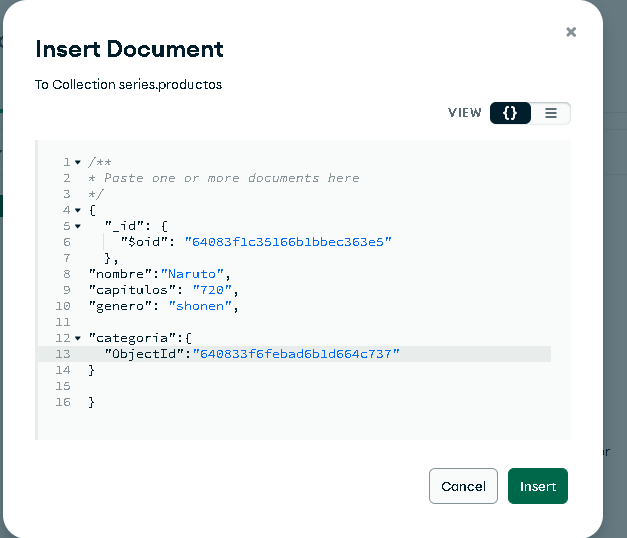 Insert Document
To Collection series.productos
VIEW {}
1 /**
2 * Paste one or more documents here
3 */
4 {
5 "_id": {
6 "$oid": "64083f1c35166b1bbec363e5"
7 },
8 "nombre":"Naruto",
9 "capitulos": "720",
10 "genero": "shonen",
11
12 "categoria":{
13 "ObjectId":"640833f6febad6b1d664c737"
14 }
15
16 }
or
Cancel Insert